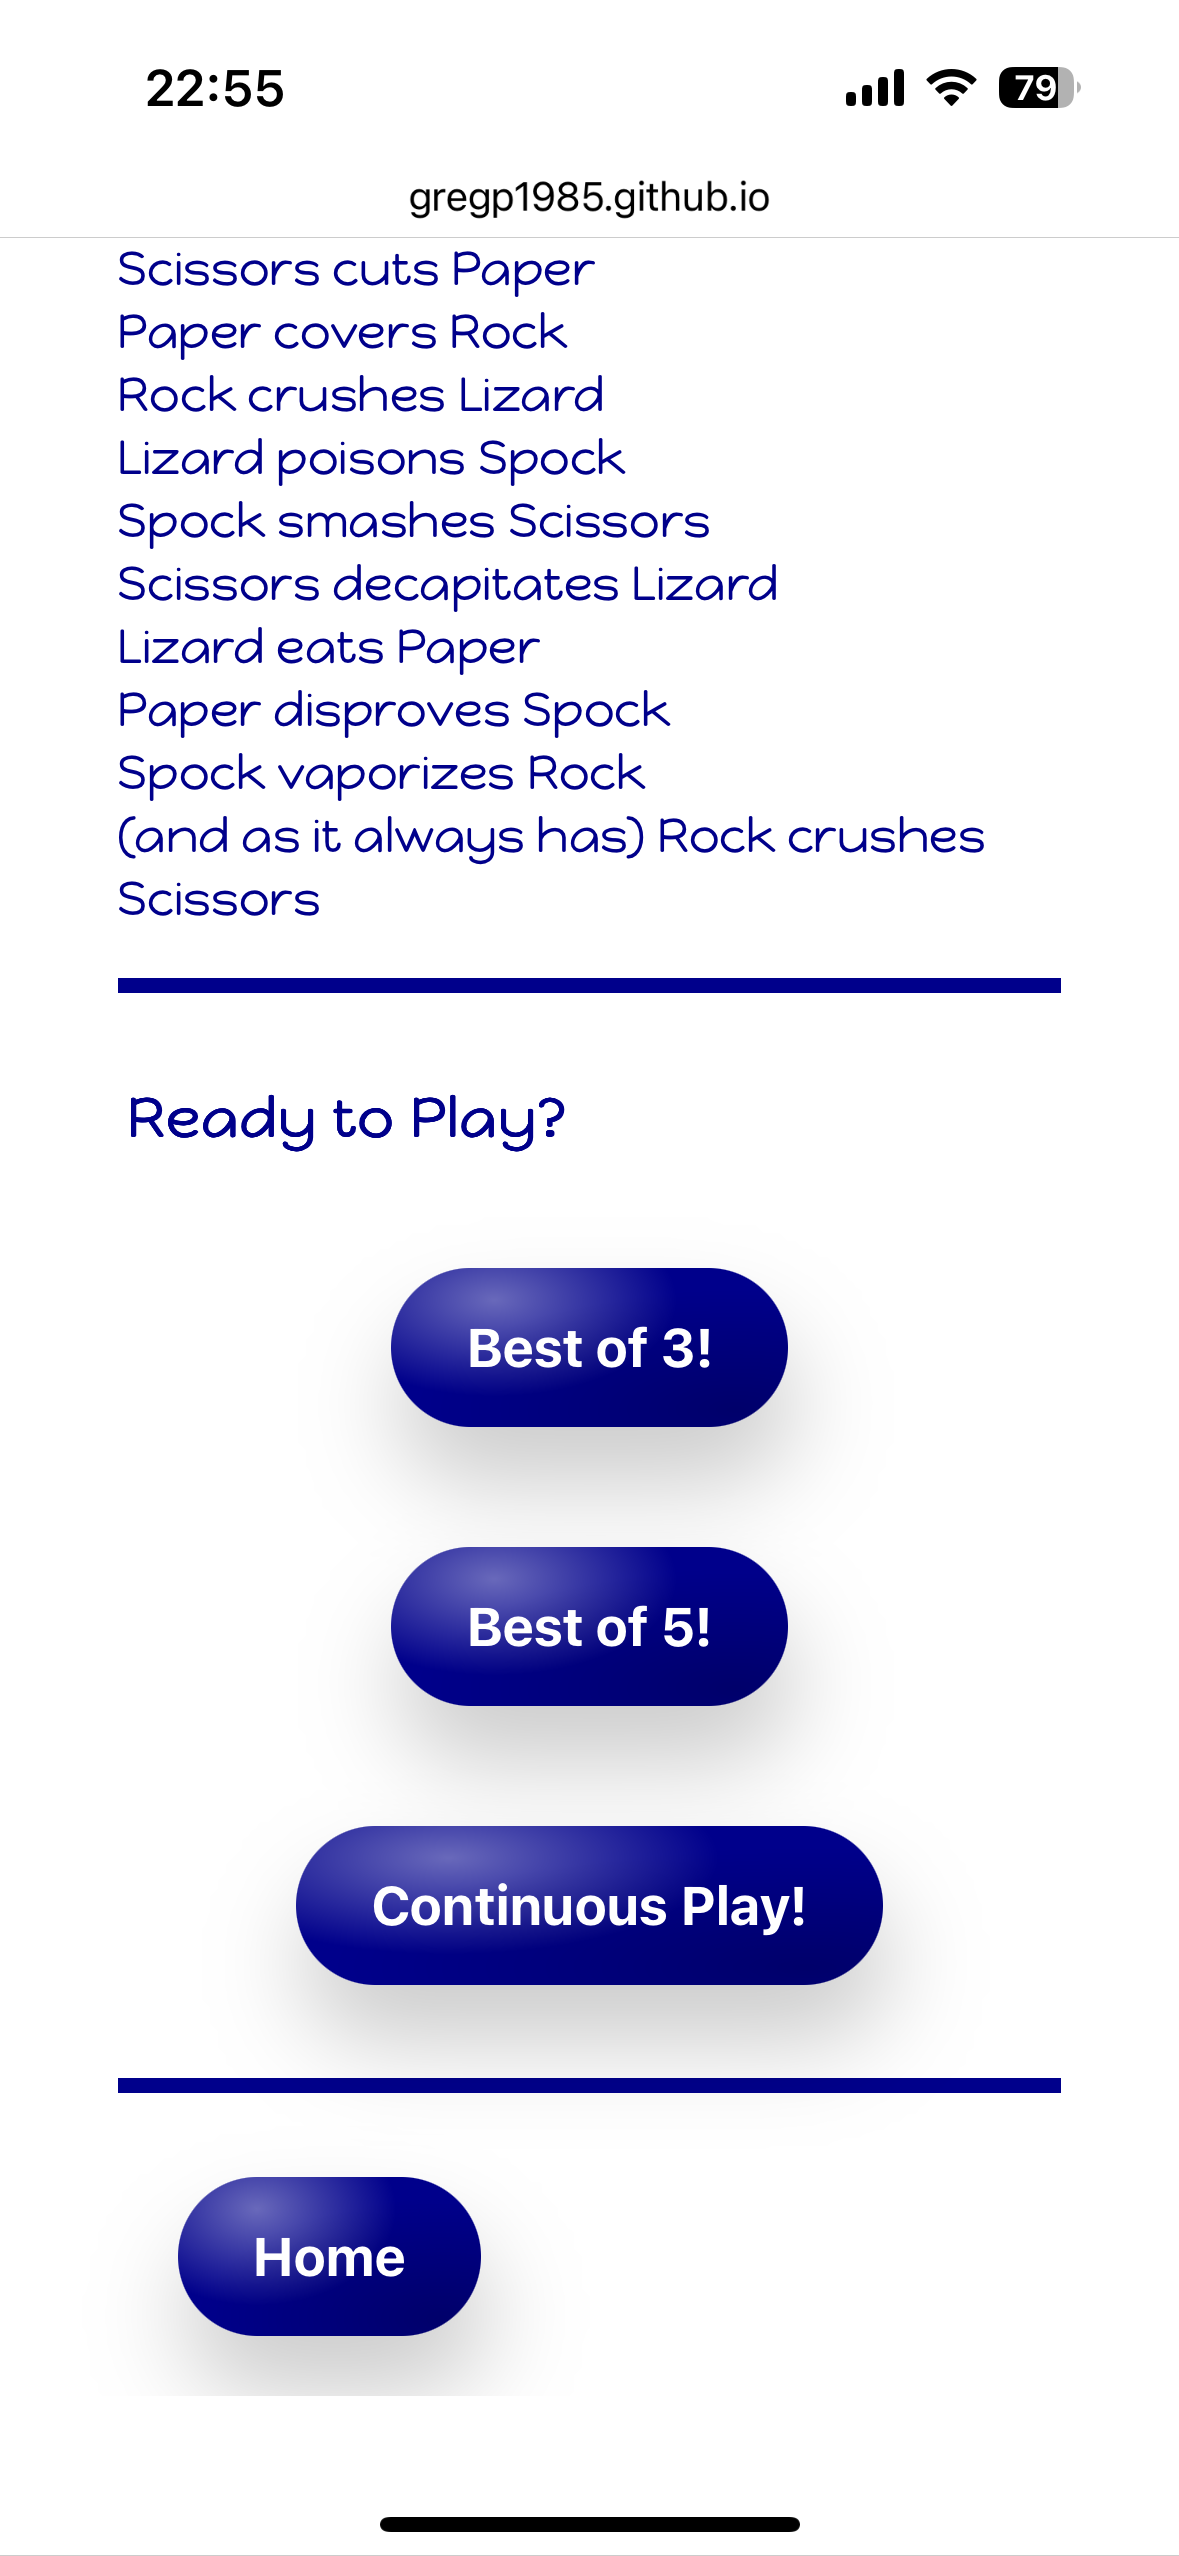 22:55
79
gregp1985.github.io
Scissors cuts Paper
Paper covers Rock
Rock crushes Lizard
Lizard poisons Spock
Spock smashes Scissors
Scissors decapitates Lizard
Lizard eats Paper
Paper disproves Spock
Spock vaporizes Rock
(and as it always has) Rock crushes
Scissors
Ready to Play?
Best of 3!
Best of 5!
Continuous Play!
Home